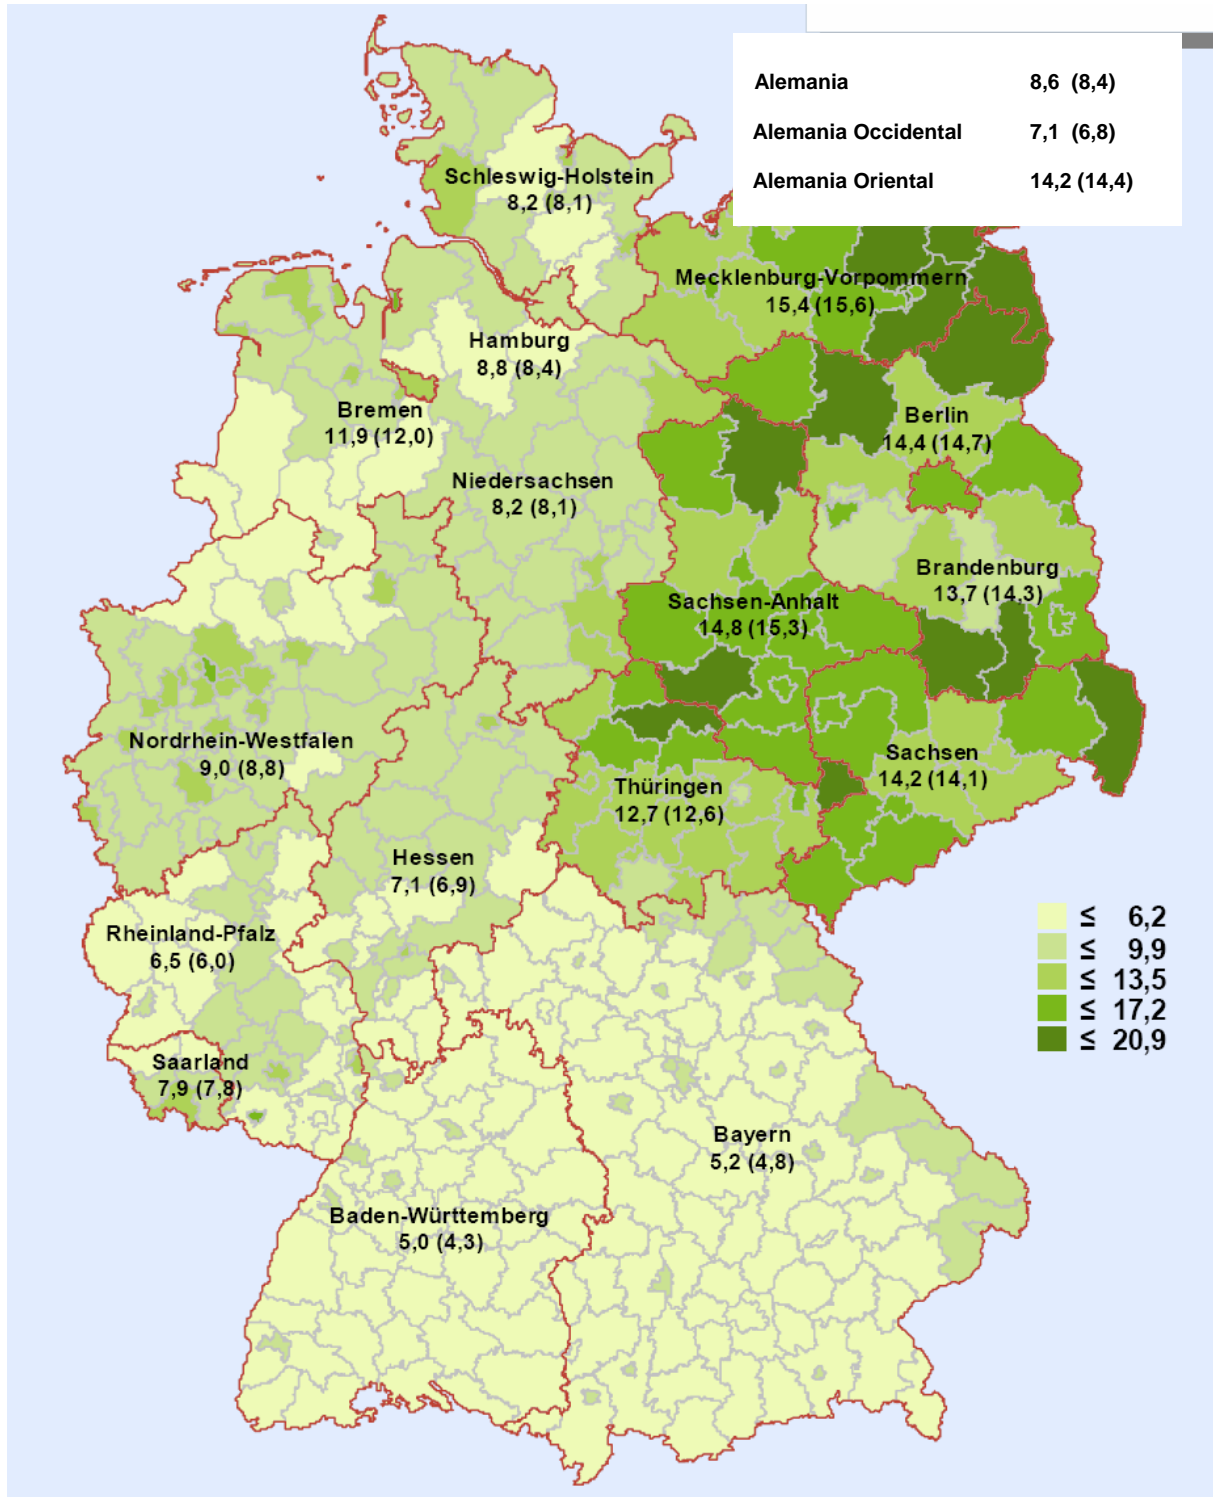 Alemania 8,6 (8,4)
Alemania Occidental 7,1 (6,8)
Alemania Oriental 14,2 (14,4)
Schleswig-Holstein
8,2 (8,1)
Mecklenburg-Vorpommern
15,4 (15,6)
Hamburg
8,8 (8,4)
Bremen
11,9 (12,0)
Berlin
14,4 (14,7)
Niedersachsen
8,2 (8,1)
Brandenburg
13,7 (14,3)
Sachsen-Anhalt
14,8 (15,3)
Nordrhein-Westfalen
9,0 (8,8)
Sachsen
14,2 (14,1)
Thüringen
12,7 (12,6)
Hessen
7,1 (6,9)
Rheinland-Pfalz
6,5 (6,0)
Saarland
7,9 (7,8)
Bayern
5,2 (4,8)
Baden-Württemberg
5,0 (4,3)
≤ 6,2
≤ 9,9
≤ 13,5
≤ 17,2
≤ 20,9